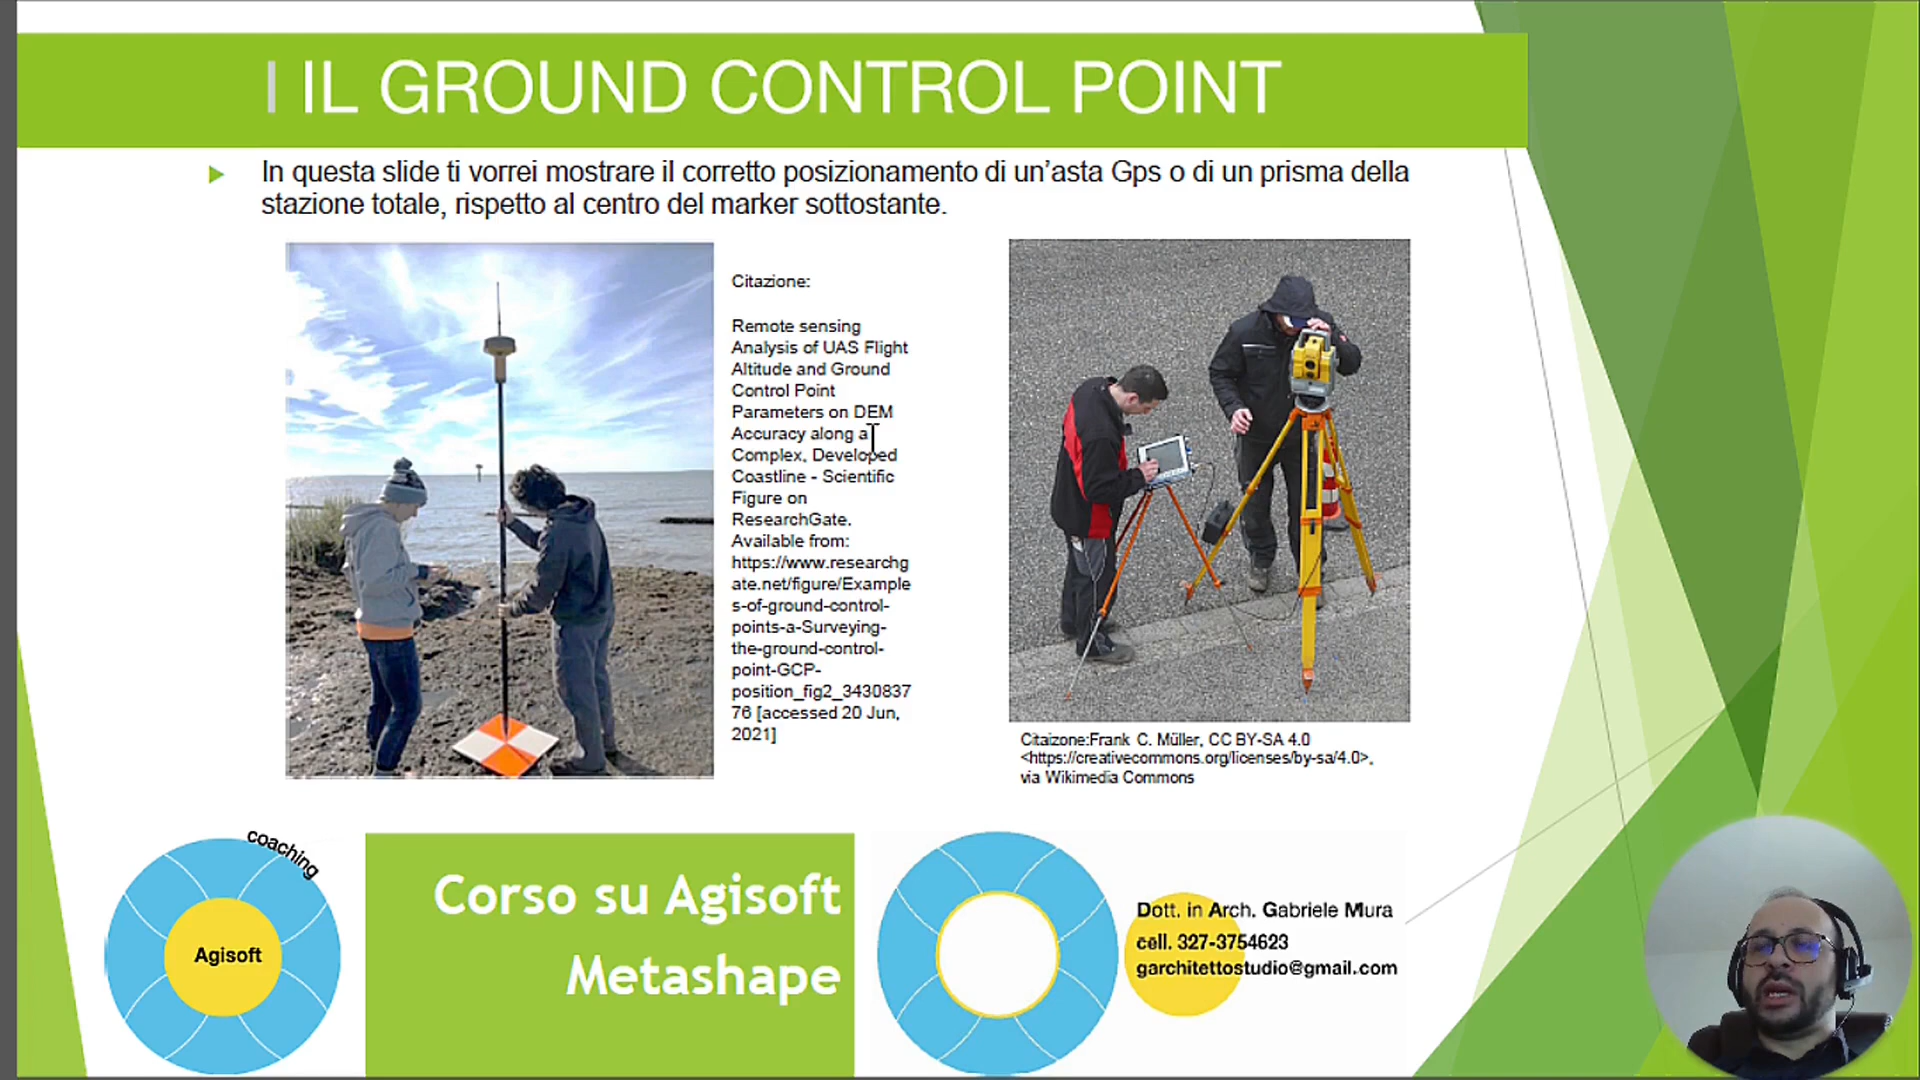 I IL GROUND CONTROL POINT
In questa slide ti vorrei mostrare il corretto posizionamento di un'asta Gps o di un prisma della
stazione totale, rispetto al centro del marker sottostante.
Citazione:
Remote sensing
Analysis of UAS Flight
Altitude and Ground
Control Point
Parameters on DEM
Accuracy along a
Complex, Developed
Coastline - Scientific
Figure on
ResearchGate.
Available from:
https://www.researchg
ate.net/figure/Example
s-of-ground-control-
points-a-Surveying-
the-ground-control-
point-GCP-
position_fig2_3430837
76 [accessed 20 Jun,
2021]
Citaizone:Frank C. Müller, CC BY-SA 4.0
<https://creativecommons.org/licenses/by-sa/4.0>,
via Wikimedia Commons
coaching
Agisoft
Corso su Agisoft
Metashape
Dott. in Arch. Gabriele Mura
cell. 327-3754623
garchitettostudio@gmail.com